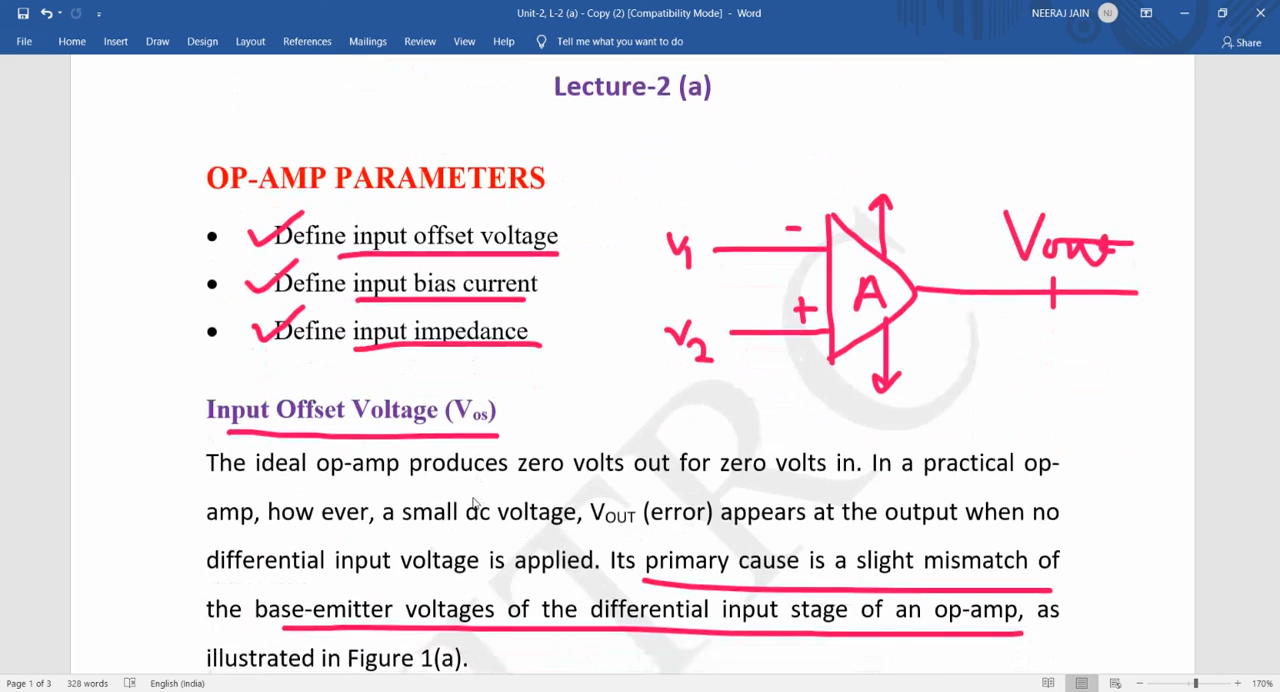 Unit-2, L-2 (a) - Copy (2) [Compatibility Mode] - Word
NEERAJ JAIN NJ
File Home Insert Draw Design Layout References Mailings Review View Help Tell me what you want to do Share
Lecture-2 (a)
OP-AMP PARAMETERS
• Define input offset voltage
• Define input bias current
• Define input impedance
V1 -
V2 +
A
Vout
Input Offset Voltage (Vos)
The ideal op-amp produces zero volts out for zero volts in. In a practical op-
amp, how ever, a small dc voltage, VOUT (error) appears at the output when no
differential input voltage is applied. Its primary cause is a slight mismatch of
the base-emitter voltages of the differential input stage of an op-amp, as
illustrated in Figure 1(a).
Page 1 of 3 328 words English (India) 170%